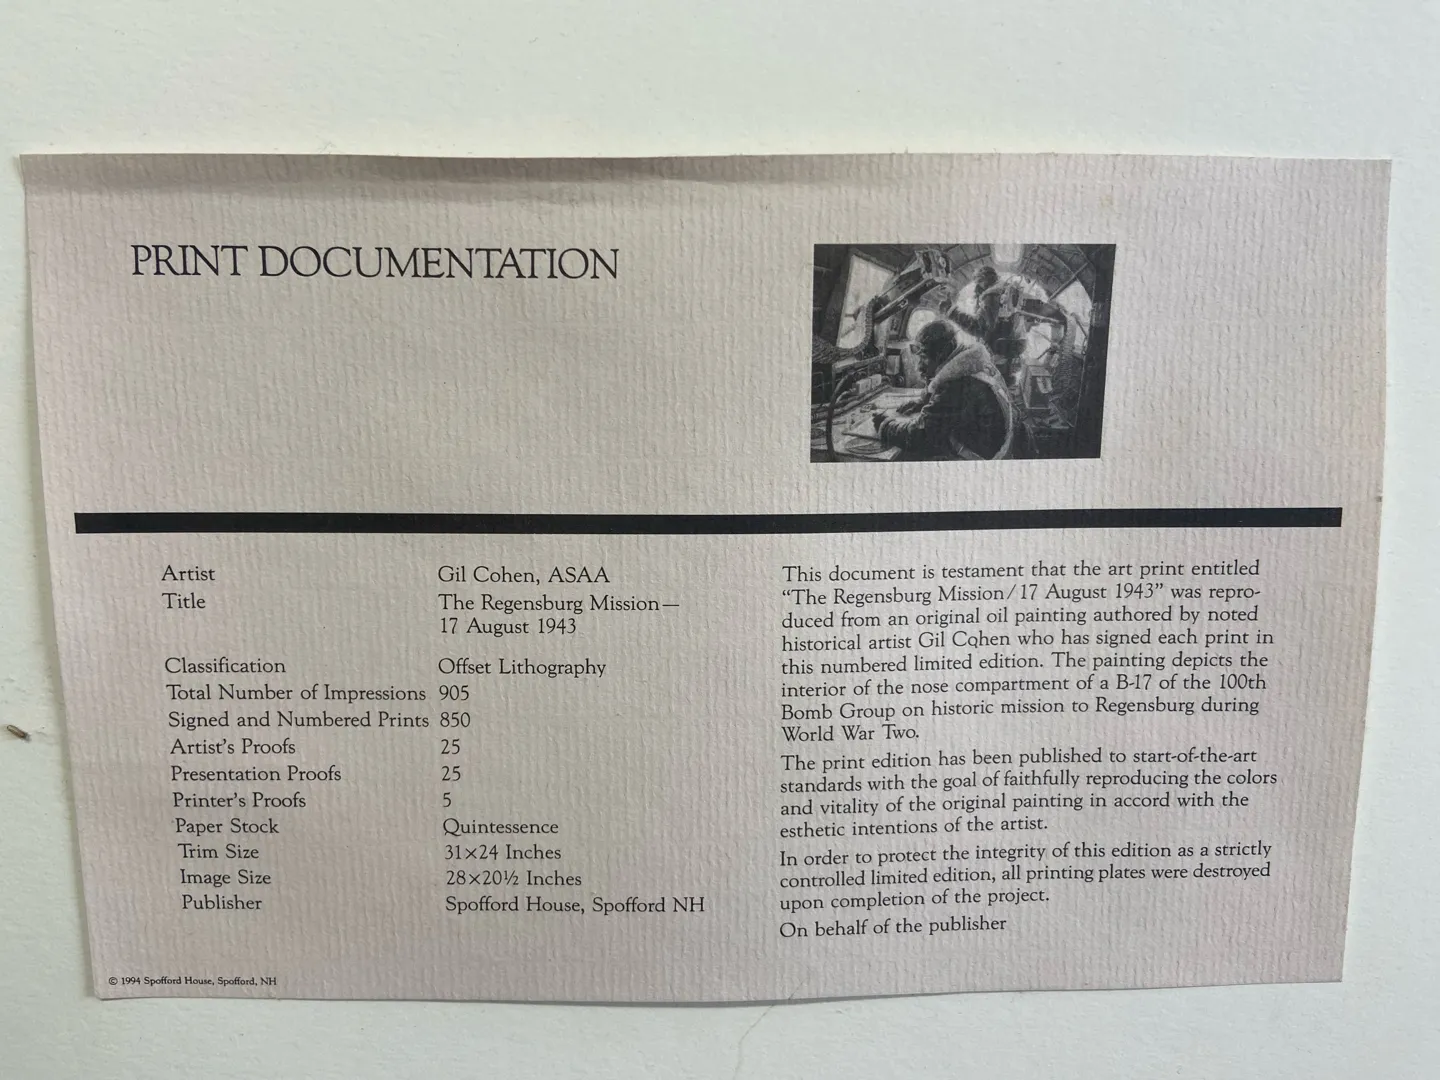 PRINT DOCUMENTATION
Artist Gil Cohen, ASAA
Title The Regensburg Mission—
17 August 1943
Classification Offset Lithography
Total Number of Impressions 905
Signed and Numbered Prints 850
Artist's Proofs 25
Presentation Proofs 25
Printer's Proofs 5
Paper Stock Quintessence
Trim Size 31×24 Inches
Image Size 28×20½ Inches
Publisher Spofford House, Spofford NH
© 1994 Spofford House, Spofford, NH
This document is testament that the art print entitled
“The Regensburg Mission/17 August 1943” was repro-
duced from an original oil painting authored by noted
historical artist Gil Cohen who has signed each print in
this numbered limited edition. The painting depicts the
interior of the nose compartment of a B-17 of the 100th
Bomb Group on historic mission to Regensburg during
World War Two.
The print edition has been published to start-of-the-art
standards with the goal of faithfully reproducing the colors
and vitality of the original painting in accord with the
esthetic intentions of the artist.
In order to protect the integrity of this edition as a strictly
controlled limited edition, all printing plates were destroyed
upon completion of the project.
On behalf of the publisher